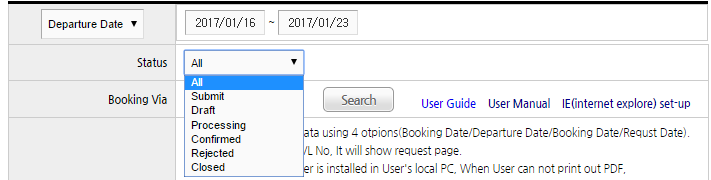 Departure Date 2017/01/16 ~ 2017/01/23
Status All
All
Submit
Draft
Processing
Confirmed
Rejected
Closed
Booking Via Search User Guide User Manual IE(internet explore) set-up
ata using 4 otpions(Booking Date/Departure Date/Booking Date/Requst Date).
/L No, It will show request page.
er is installed in User's local PC, When User can not print out PDF,